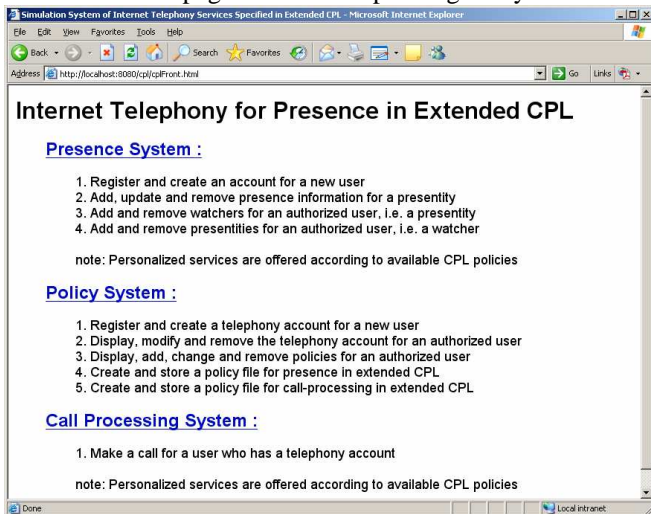 Simulation System of Internet Telephony Services Specified in Extended CPL - Microsoft Internet Explorer
File Edit View Favorites Tools Help
Back Search Favorites
Address http://localhost:8080/cpl/cplFront.html Go Links
Internet Telephony for Presence in Extended CPL
Presence System :
1. Register and create an account for a new user
2. Add, update and remove presence information for a presentity
3. Add and remove watchers for an authorized user, i.e. a presentity
4. Add and remove presentities for an authorized user, i.e. a watcher
note: Personalized services are offered according to available CPL policies
Policy System :
1. Register and create a telephony account for a new user
2. Display, modify and remove the telephony account for an authorized user
3. Display, add, change and remove policies for an authorized user
4. Create and store a policy file for presence in extended CPL
5. Create and store a policy file for call-processing in extended CPL
Call Processing System :
1. Make a call for a user who has a telephony account
note: Personalized services are offered according to available CPL policies
Done Local intranet